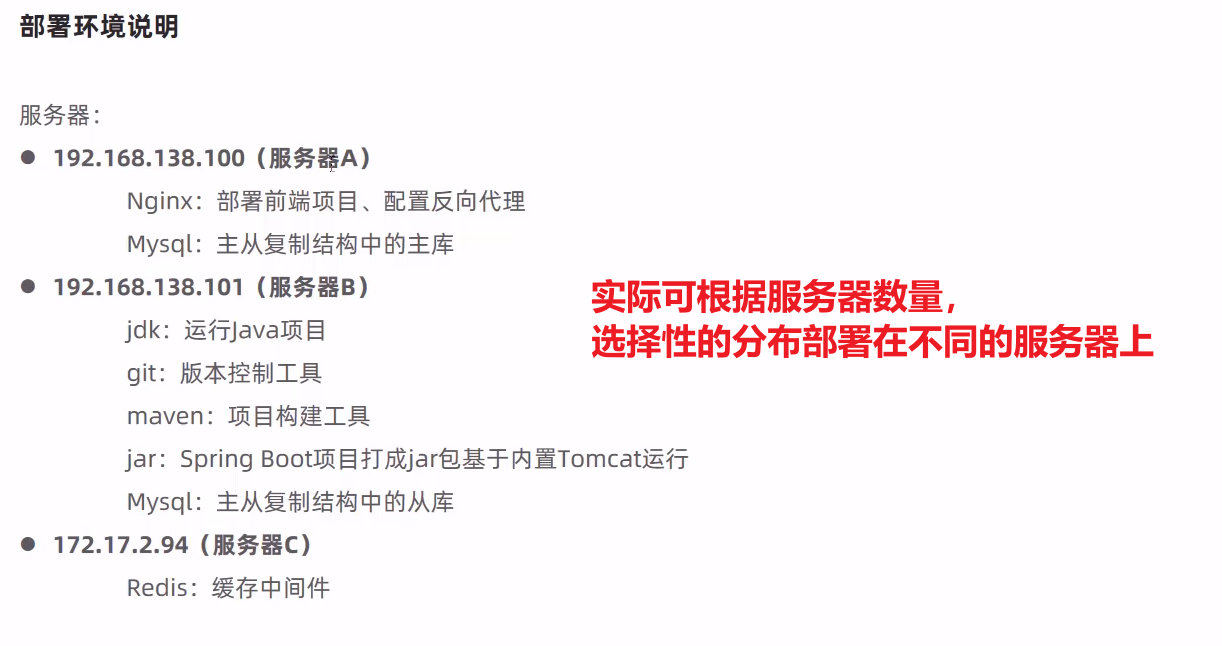 部署环境说明
服务器：
● 192.168.138.100（服务器A）
Nginx：部署前端项目、配置反向代理
Mysql：主从复制结构中的主库
● 192.168.138.101（服务器B）
jdk：运行Java项目
git：版本控制工具
maven：项目构建工具
jar：Spring Boot项目打成jar包基于内置Tomcat运行
Mysql：主从复制结构中的从库
● 172.17.2.94（服务器C）
Redis：缓存中间件
实际可根据服务器数量，
选择性的分布部署在不同的服务器上